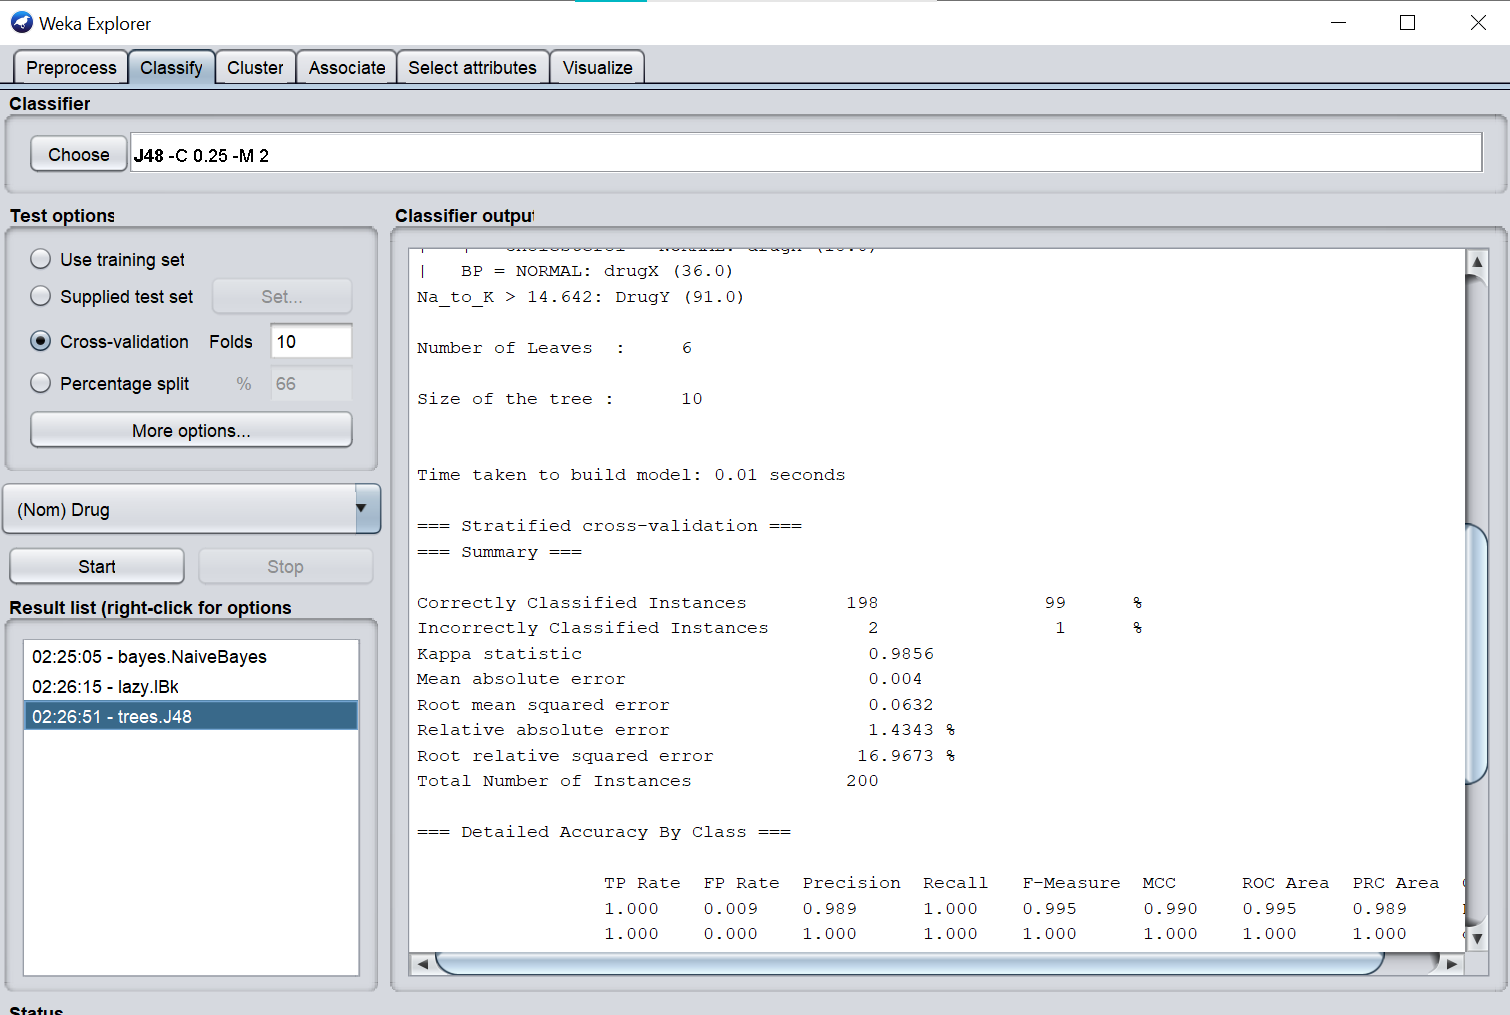 Weka Explorer
Preprocess Classify Cluster Associate Select attributes Visualize
Classifier
Choose J48 -C 0.25 -M 2
Test options
Use training set
Supplied test set Set...
Cross-validation Folds 10
Percentage split % 66
More options...
(Nom) Drug
Start Stop
Result list (right-click for options
02:25:05 - bayes.NaiveBayes
02:26:15 - lazy.IBk
02:26:51 - trees.J48
Classifier output
| BP = NORMAL: drugX (36.0)
Na_to_K > 14.642: DrugY (91.0)
Number of Leaves : 6
Size of the tree : 10
Time taken to build model: 0.01 seconds
=== Stratified cross-validation ===
=== Summary ===
Correctly Classified Instances 198 99 %
Incorrectly Classified Instances 2 1 %
Kappa statistic 0.9856
Mean absolute error 0.004
Root mean squared error 0.0632
Relative absolute error 1.4343 %
Root relative squared error 16.9673 %
Total Number of Instances 200
=== Detailed Accuracy By Class ===
TP Rate FP Rate Precision Recall F-Measure MCC ROC Area PRC Area
1.000 0.009 0.989 1.000 0.995 0.990 0.995 0.989
1.000 0.000 1.000 1.000 1.000 1.000 1.000 1.000
Status